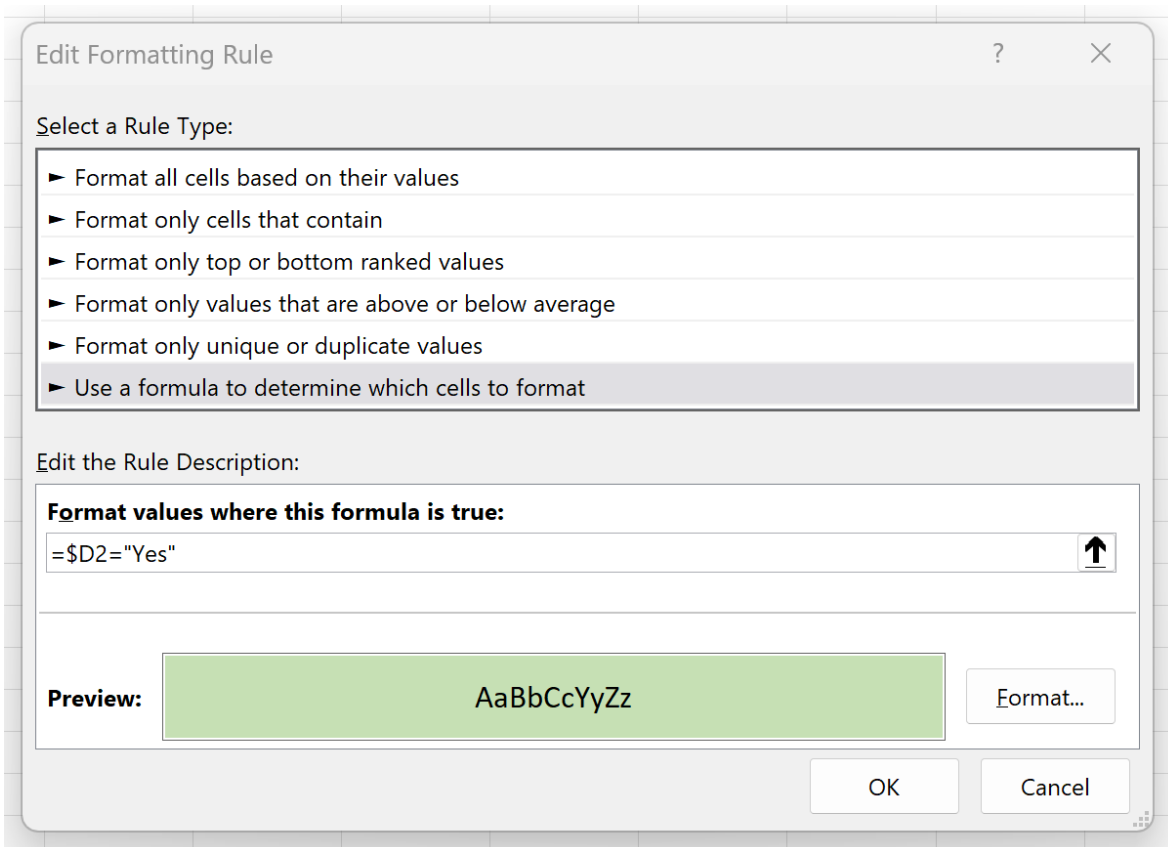 Edit Formatting Rule ?
Select a Rule Type:
► Format all cells based on their values
► Format only cells that contain
► Format only top or bottom ranked values
► Format only values that are above or below average
► Format only unique or duplicate values
► Use a formula to determine which cells to format
Edit the Rule Description:
Format values where this formula is true:
=$D2="Yes"
Preview: AaBbCcYyZz Format...
OK Cancel